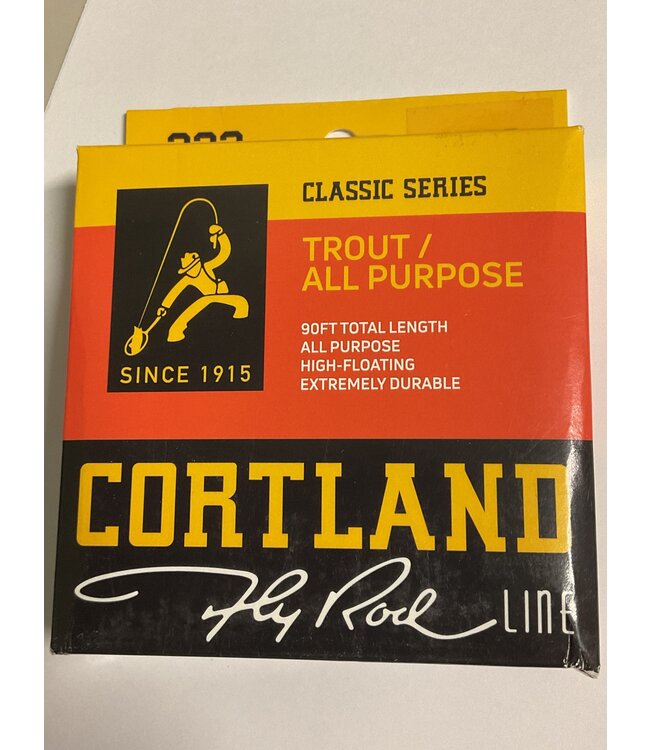 CLASSIC SERIES
TROUT /
ALL PURPOSE
90FT TOTAL LENGTH
ALL PURPOSE
HIGH-FLOATING
EXTREMELY DURABLE
SINCE 1915
CORTLAND
Fly Rod LINE